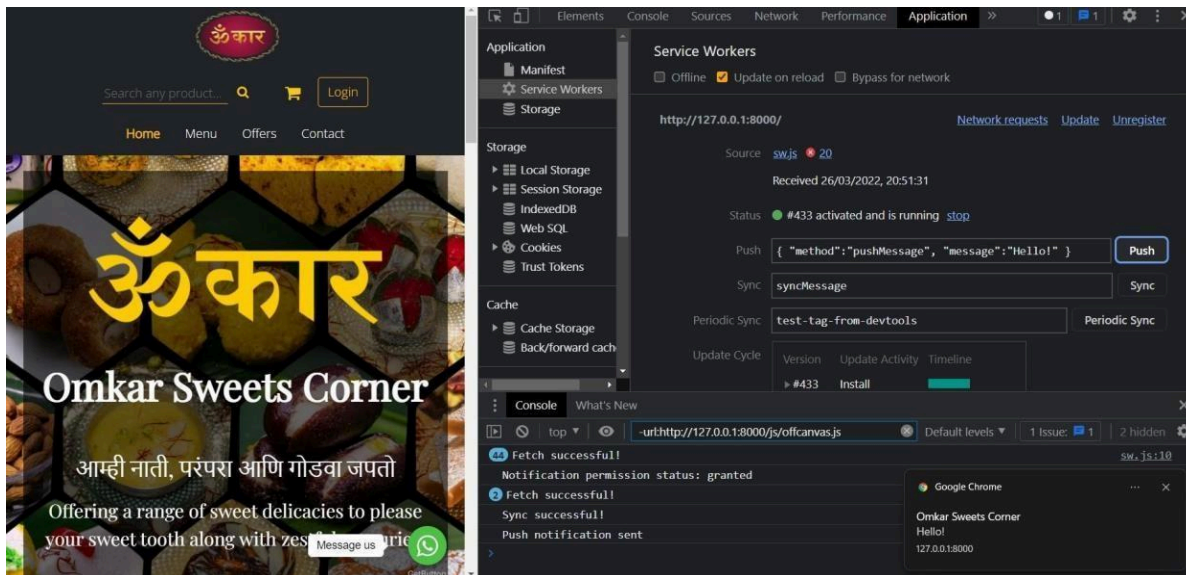 ॐ कार
Search any product...
Login
Home Menu Offers Contact
ॐ कार
Omkar Sweets Corner
आम्ही नाती, परंपरा आणि गोडवा जपतो
Offering a range of sweet delicacies to please
your sweet tooth along with
Message us
Elements Console Sources Network Performance Application » 1 1
Application
Manifest
Service Workers
Storage
Storage
Local Storage
Session Storage
IndexedDB
Web SQL
Cookies
Trust Tokens
Cache
Cache Storage
Back/forward cach
Service Workers
Offline Update on reload Bypass for network
http://127.0.0.1:8000/ Network requests Update Unregister
Source sw.js 20
Received 26/03/2022, 20:51:31
Status #433 activated and is running stop
Push { "method":"pushMessage", "message":"Hello!" } Push
Sync syncMessage Sync
Periodic Sync test-tag-from-devtools Periodic Sync
Update Cycle Version Update Activity Timeline
#433 Install
Console What's New
top -url:http://127.0.0.1:8000/js/offcanvas.js Default levels 1 Issue: 1 2 hidden
44 Fetch successful! sw.js:10
Notification permission status: granted
2 Fetch successful!
Sync successful!
Push notification sent
Google Chrome
Omkar Sweets Corner
Hello!
127.0.0.1:8000